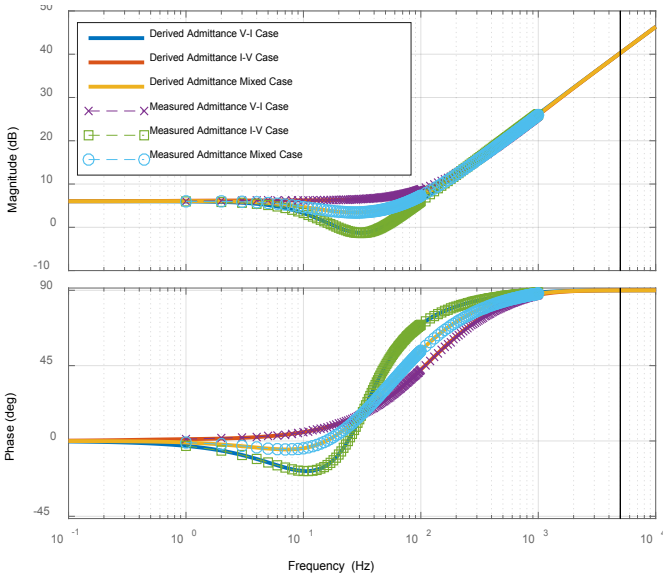 50
40
30
20
10
0
-10
Magnitude (dB)
Derived Admittance V-I Case
Derived Admittance I-V Case
Derived Admittance Mixed Case
Measured Admittance V-I Case
Measured Admittance I-V Case
Measured Admittance Mixed Case
90
45
0
-45
Phase (deg)
10 -1
10 0
10 1
10 2
10 3
10 4
Frequency (Hz)